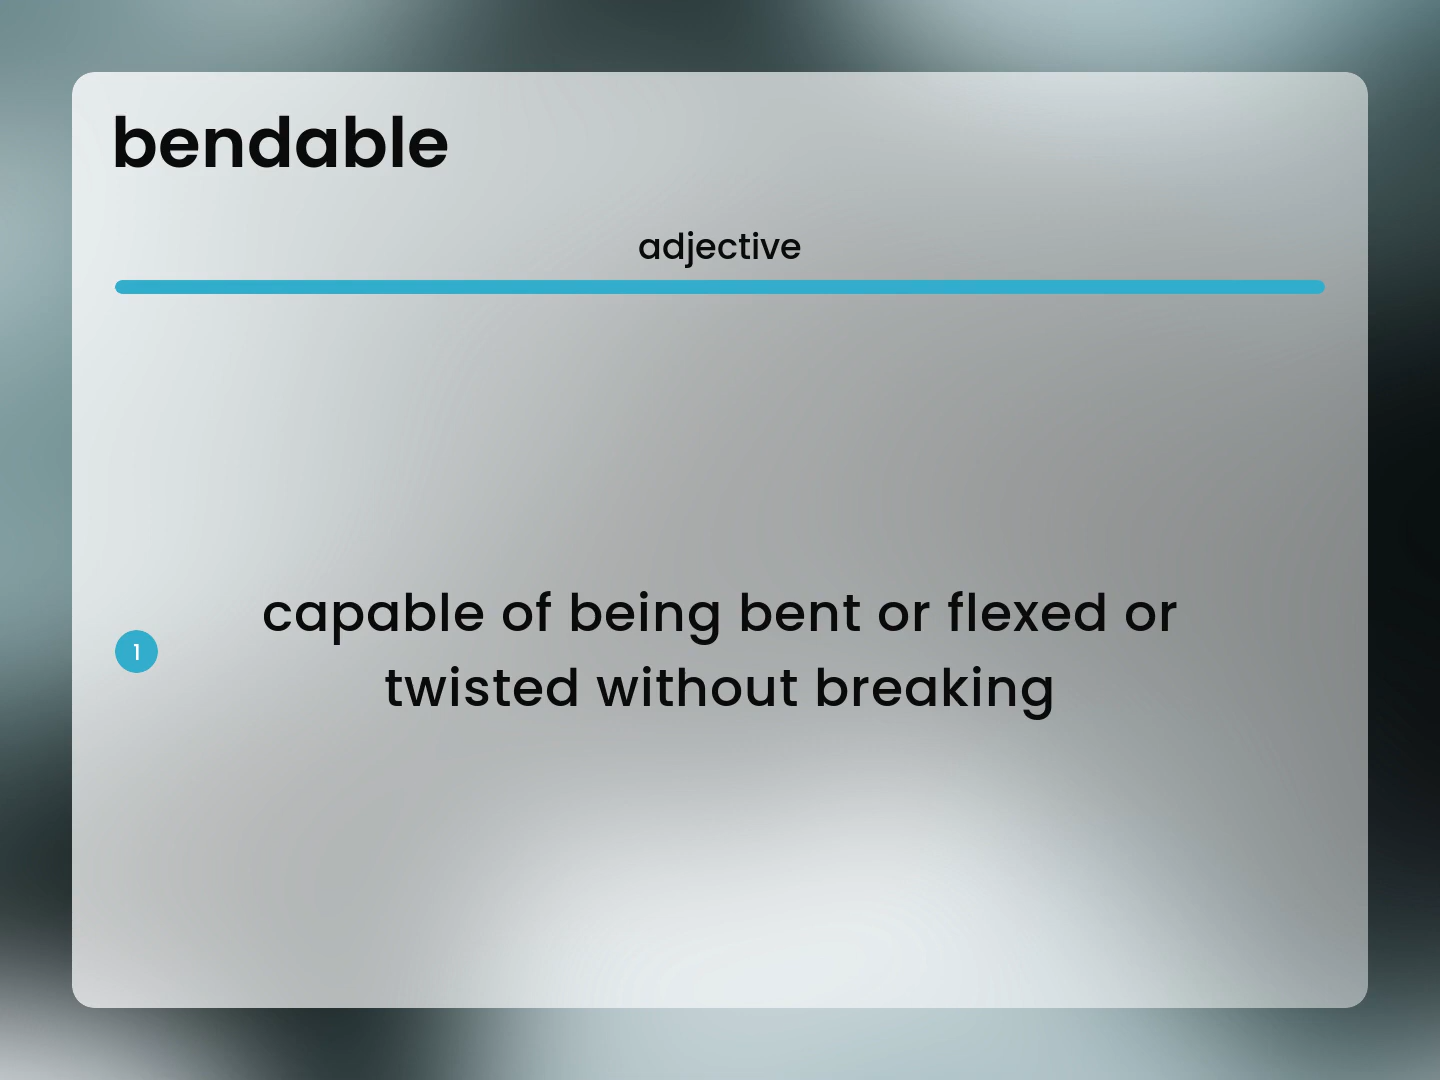 bendable
adjective
capable of being bent or flexed or
1
twisted without breaking